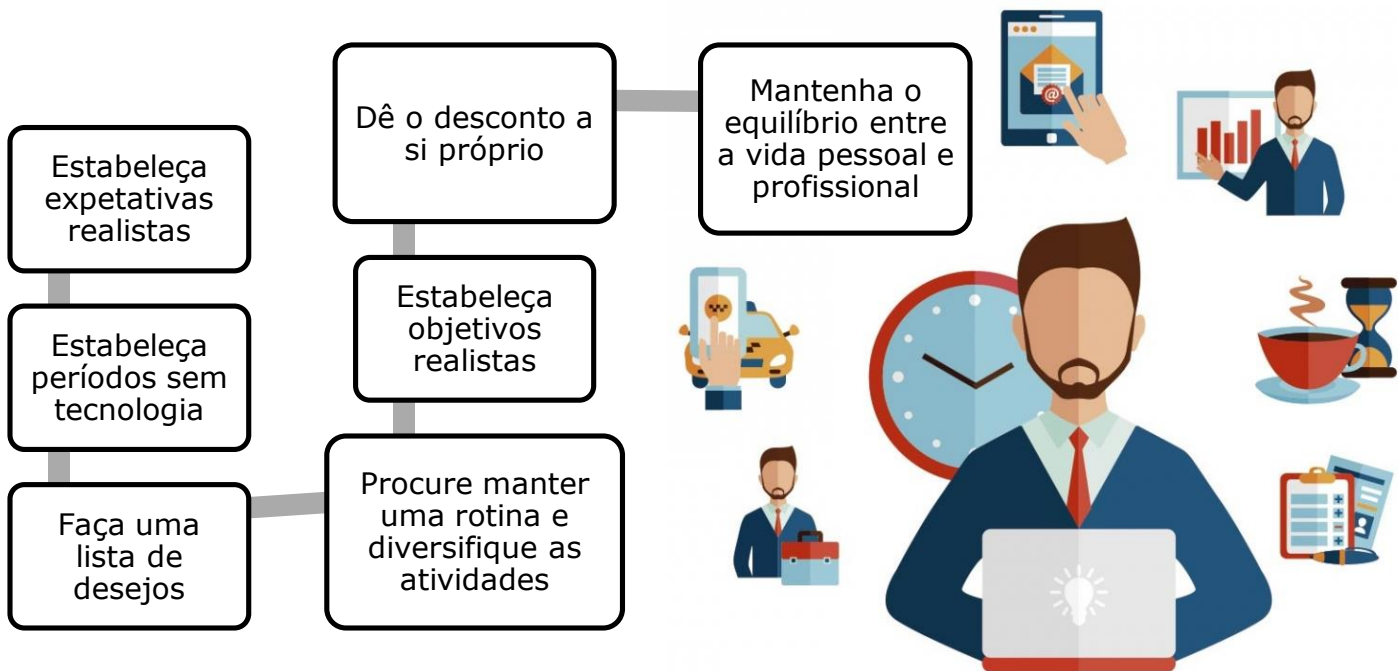 Estabeleça
expetativas
realistas
Estabeleça
períodos sem
tecnologia
Faça uma
lista de
desejos
Procure manter
uma rotina e
diversifique as
atividades
Estabeleça
objetivos
realistas
Dê o desconto a
si próprio
Mantenha o
equilíbrio entre
a vida pessoal e
profissional
@